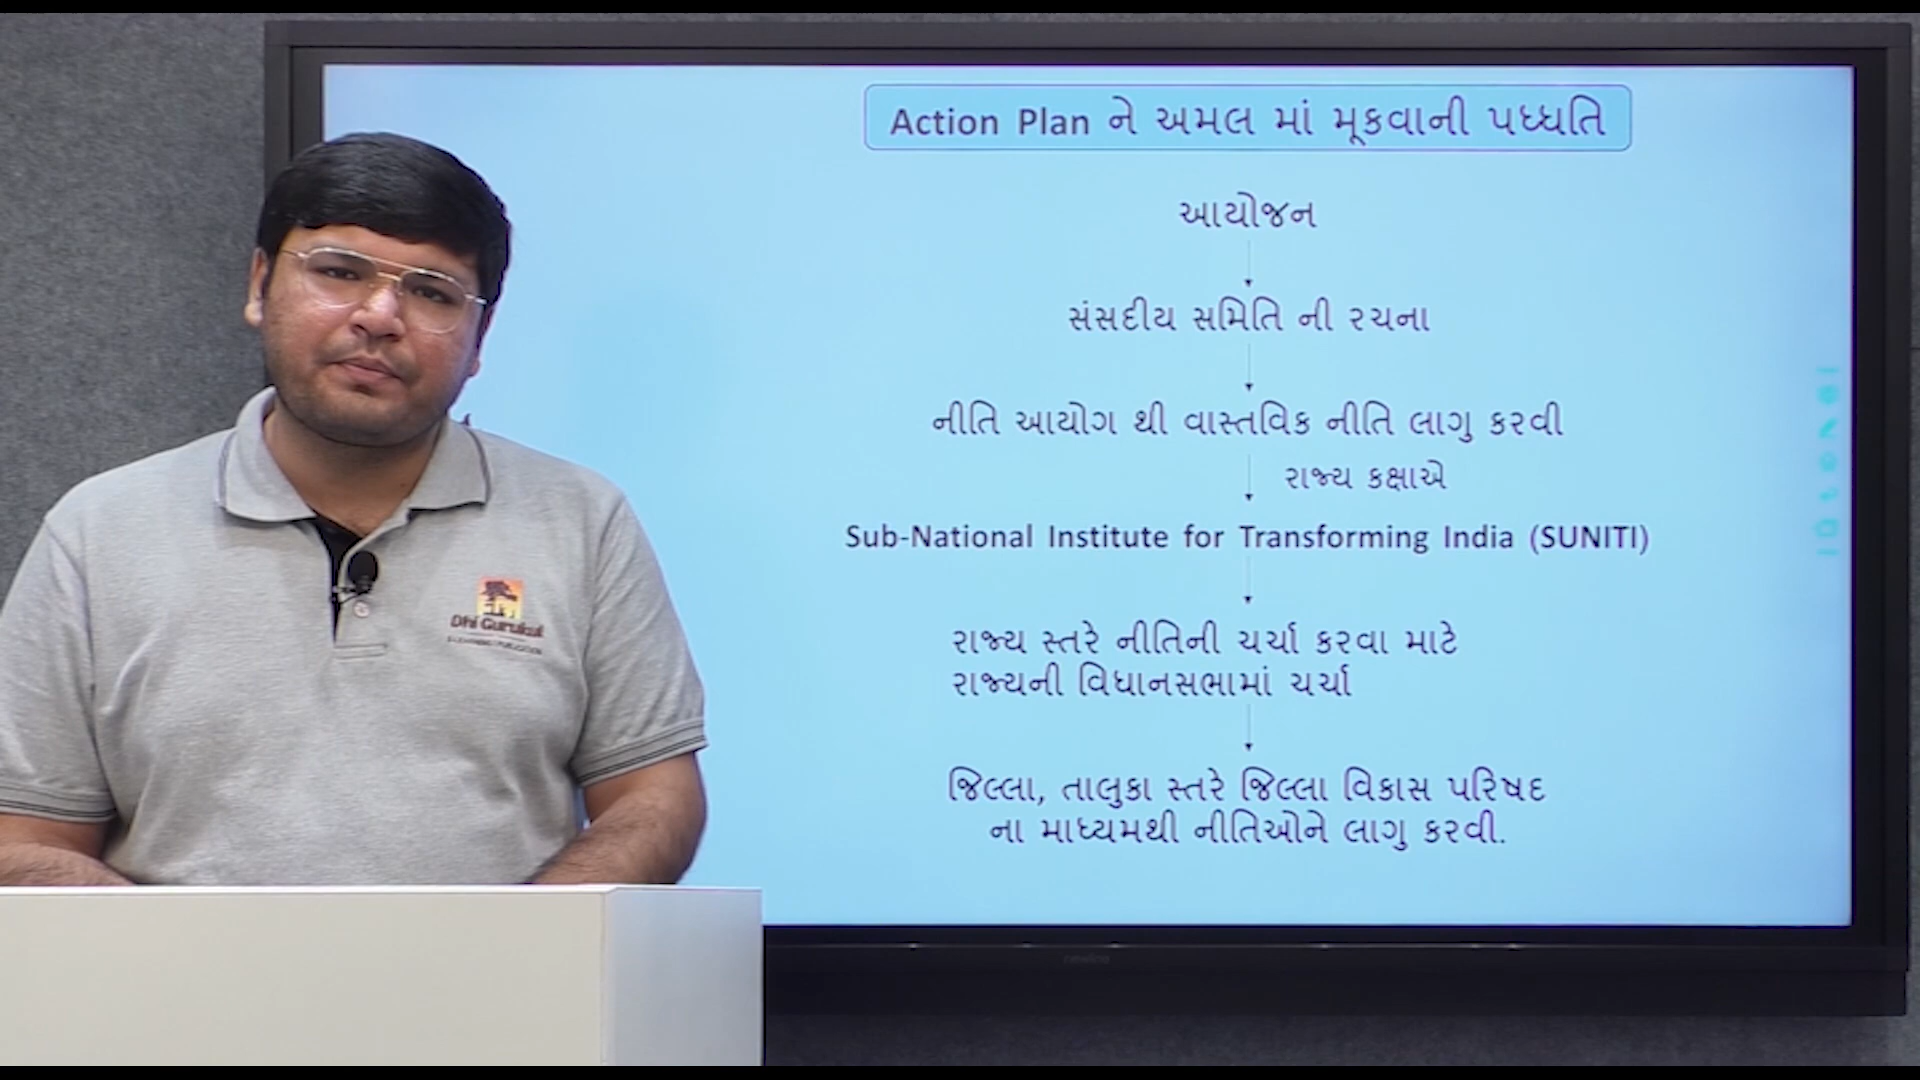 Action Plan ને અમલ માં મૂકવાની પધ્ધતિ
આયોજન
સંસદીય સમિતિ ની રચના
નીતિ આયોગ થી વાસ્તવિક નીતિ લાગુ કરવી
રાજ્ય કક્ષાએ
Sub-National Institute for Transforming India (SUNITI)
રાજ્ય સ્તરે નીતિની ચર્ચા કરવા માટે
રાજ્યની વિધાનસભામાં ચર્ચા
જિલ્લા, તાલુકા સ્તરે જિલ્લા વિકાસ પરિષદ
ના માધ્યમથી નીતિઓને લાગુ કરવી.
Dhi Gurukul